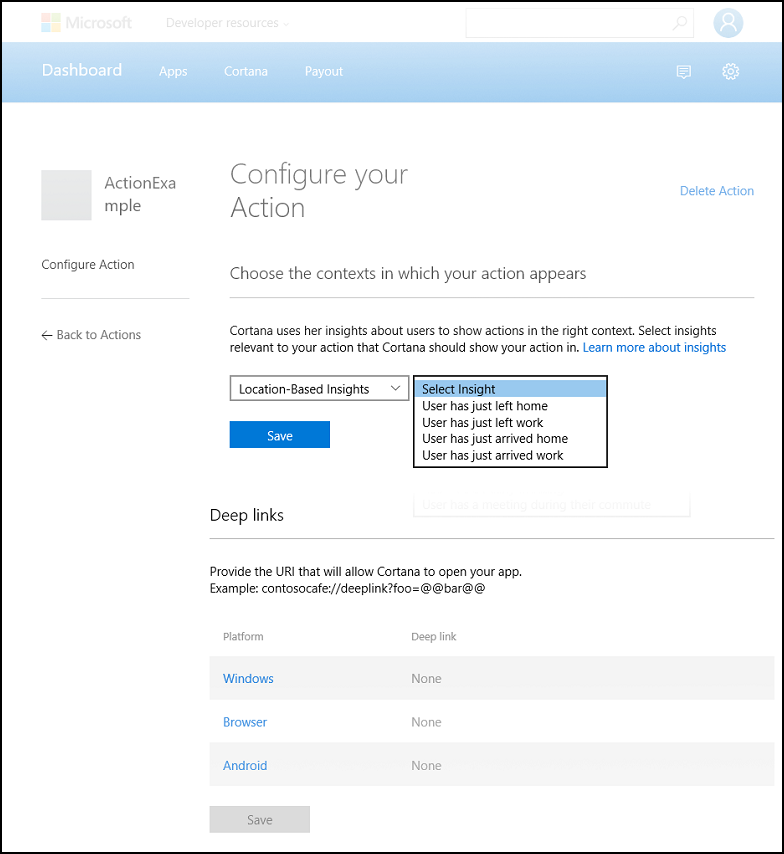 Microsoft
Developer resources
Dashboard
Apps
Cortana
Payout
ActionExa
mple
Configure your
Action
Delete Action
Configure Action
Choose the contexts in which your action appears
← Back to Actions
Cortana uses her insights about users to show actions in the right context. Select insights
relevant to your action that Cortana should show your action in. Learn more about insights
Location-Based Insights
Select Insight
User has just left home
User has just left work
User has just arrived home
User has just arrived work
Save
User has a meeting during their commute
Deep links
Provide the URI that will allow Cortana to open your app.
Example: contosocafe://deeplink?foo=@@bar@@
Platform
Deep link
Windows
None
Browser
None
Android
None
Save